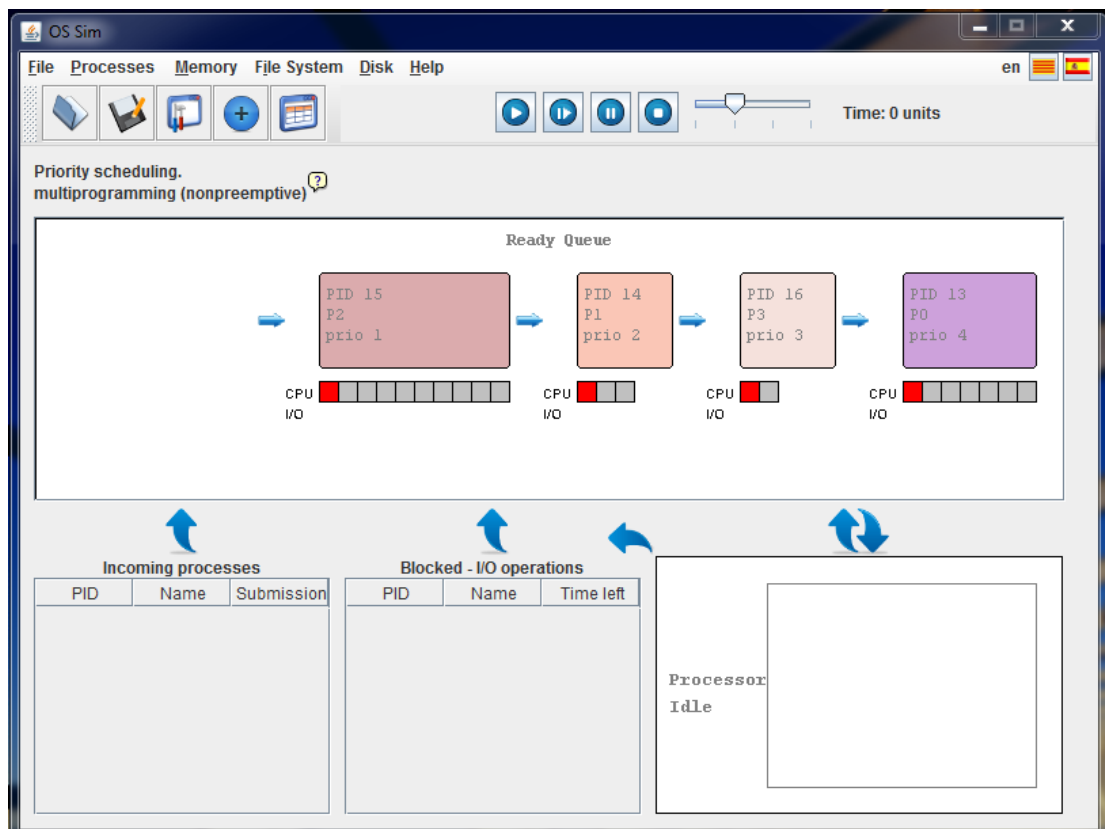 OS Sim
File Processes Memory File System Disk Help
en
Time: 0 units
Priority scheduling.
multiprogramming (nonpreemptive)
?
Ready Queue
PID 15
P2
prio 1
CPU
I/O
PID 14
P1
prio 2
CPU
I/O
PID 16
P3
prio 3
CPU
I/O
PID 13
P0
prio 4
CPU
I/O
Incoming processes
PID Name Submission
Blocked - I/O operations
PID Name Time left
Processor
Idle